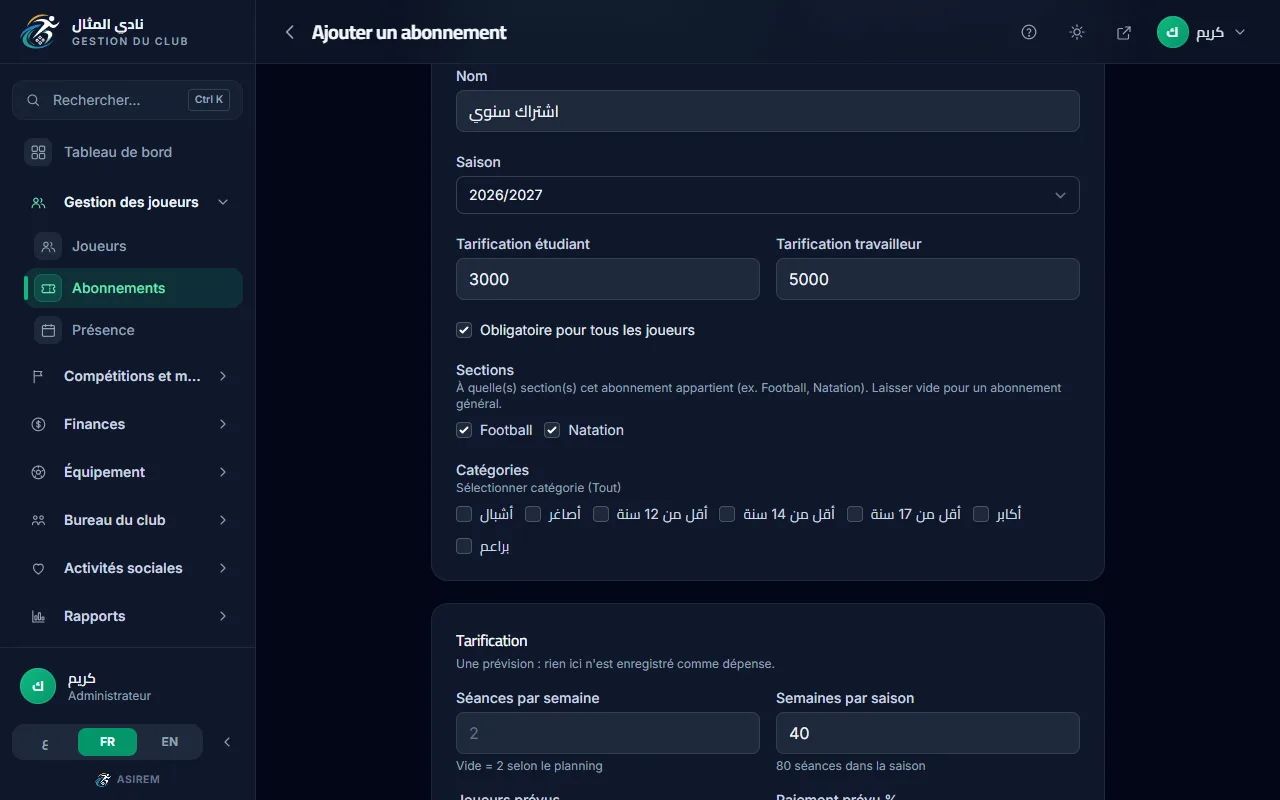 نادي المثال
GESTION DU CLUB
Ajouter un abonnement
ك كريم
Rechercher... Ctrl K
Tableau de bord
Gestion des joueurs
Joueurs
Abonnements
Présence
Compétitions et m...
Finances
Équipement
Bureau du club
Activités sociales
Rapports
ك كريم
Administrateur
ع FR EN
ASIREM
Nom
اشتراك سنوي
Saison
2026/2027
Tarification étudiant Tarification travailleur
3000 5000
Obligatoire pour tous les joueurs
Sections
À quelle(s) section(s) cet abonnement appartient (ex. Football, Natation). Laisser vide pour un abonnement
général.
Football Natation
Catégories
Sélectionner catégorie (Tout)
أشبال أصاغر أقل من 12 سنة أقل من 14 سنة أقل من 17 سنة أكابر
براعم
Tarification
Une prévision : rien ici n'est enregistré comme dépense.
Séances par semaine Semaines par saison
2 40
Vide = 2 selon le planning 80 séances dans la saison
Joueurs prévus Paiement prévu %